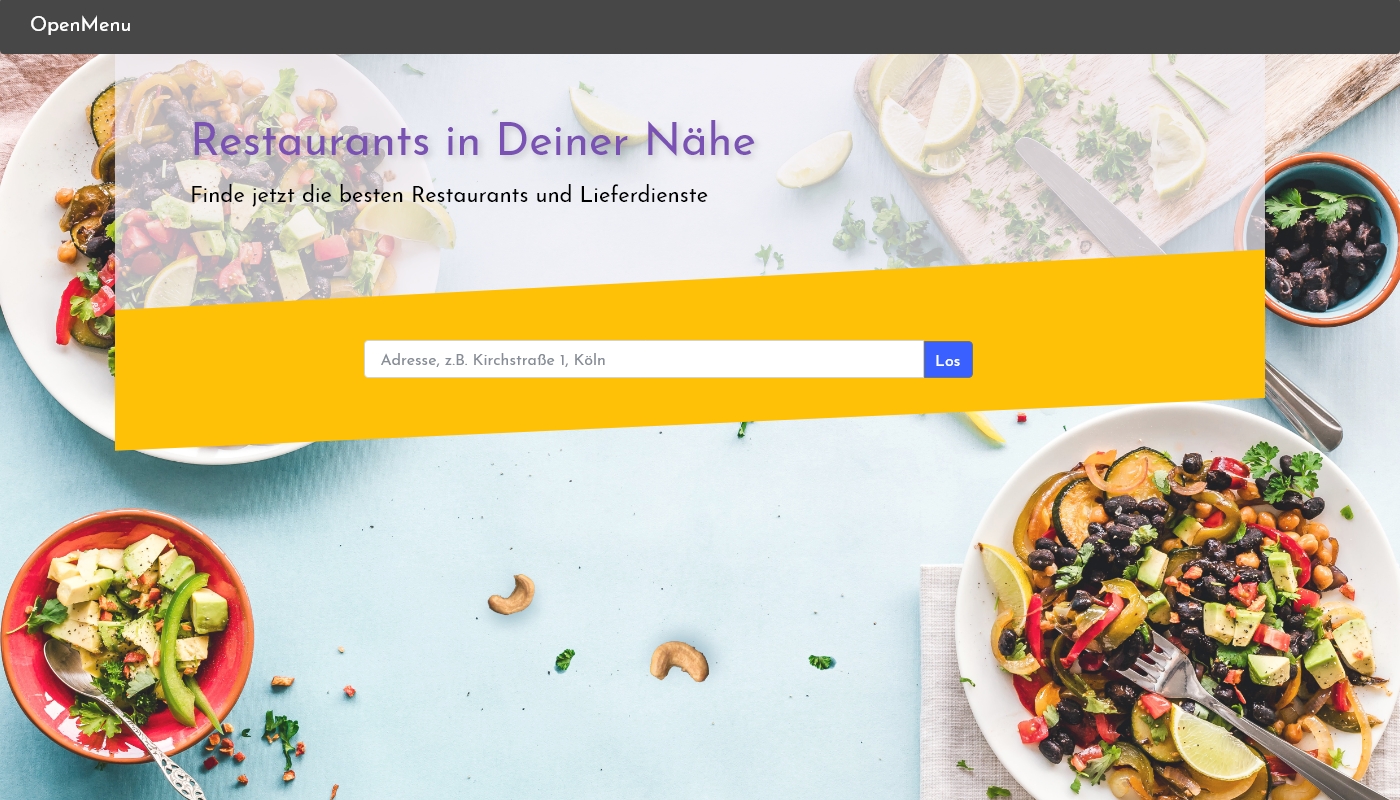 OpenMenu
Restaurants in Deiner Nähe
Finde jetzt die besten Restaurants und Lieferdienste
Adresse, z.B. Kirchstraße 1, Köln
Los